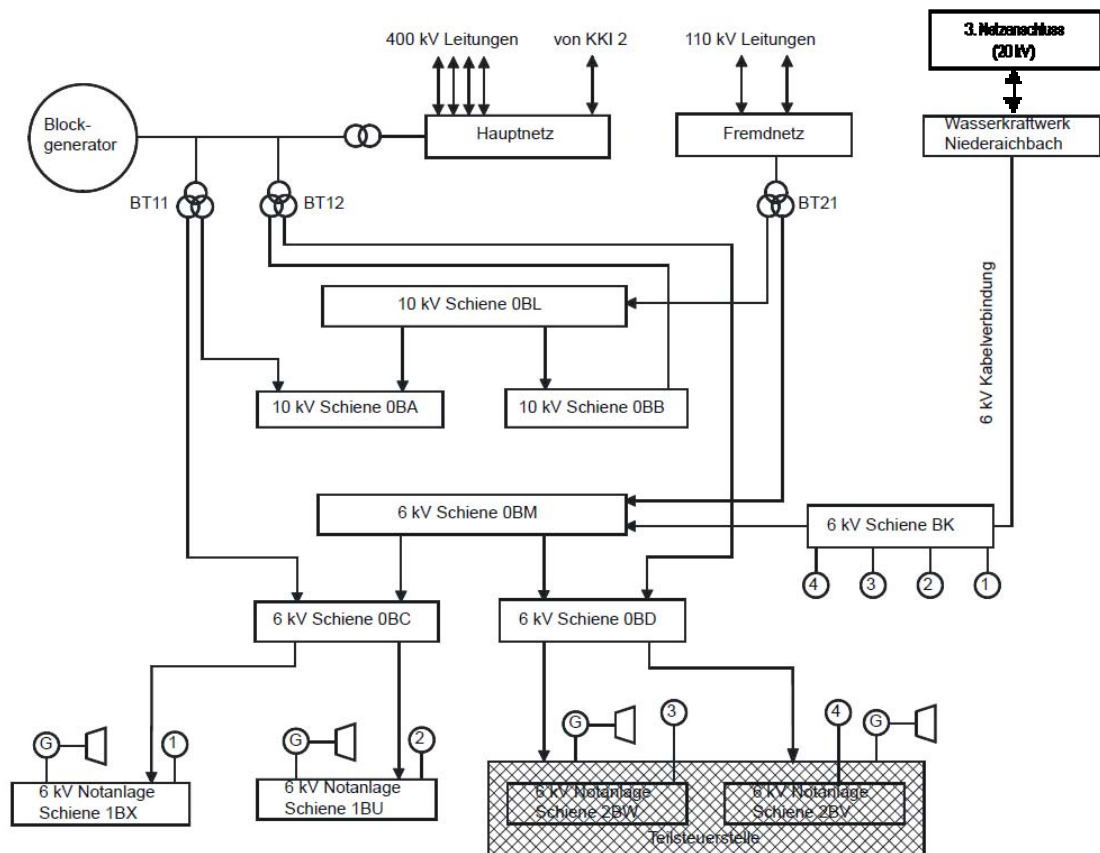 400 kV Leitungen
von KKI 2
110 kV Leitungen
3. Netzanschluss
(20 kV)
Block-
generator
Hauptnetz
Fremdnetz
Wasserkraftwerk
Niederaichbach
BT11
BT12
BT21
6 kV Kabelverbindung
10 kV Schiene 0BL
10 kV Schiene 0BA
10 kV Schiene 0BB
6 kV Schiene 0BM
6 kV Schiene BK
4
3
2
1
6 kV Schiene 0BC
6 kV Schiene 0BD
G
1
G
2
G
3
4
G
6 kV Notanlage
Schiene 1BX
6 kV Notanlage
Schiene 1BU
6 kV Notanlage
Schiene 2BW
6 kV Notanlage
Schiene 2BV
Teilsteuerstelle